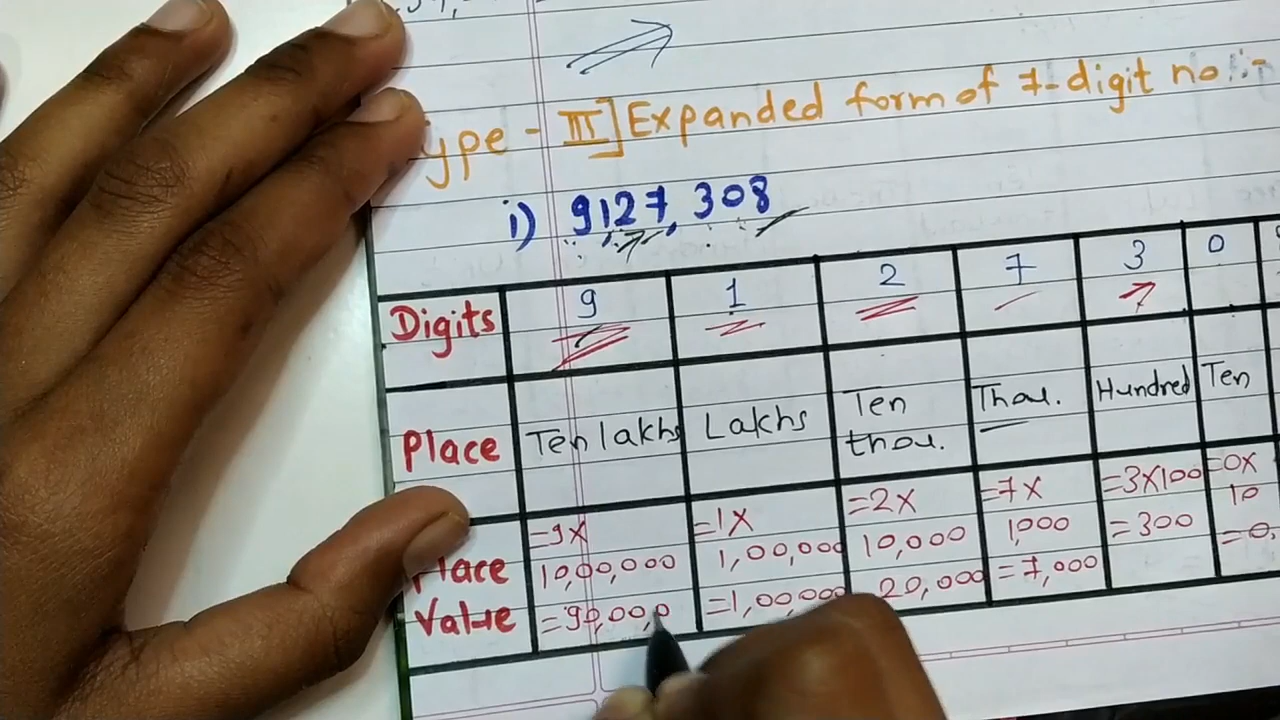 ype - III] Expanded form of 7-digit no.:-
i) 91,27,308
Digits 9 1 2 7 3 0
Place Ten lakhs Lakhs Ten thou. Thou. Hundred Ten
Place Value
=9X 10,00,000 =90,00,0
=1X 1,00,000 =1,00,000
=2X 10,000 20,000
=7X 1,000 =7,000
=3X100 =300
=0X 10 =0.